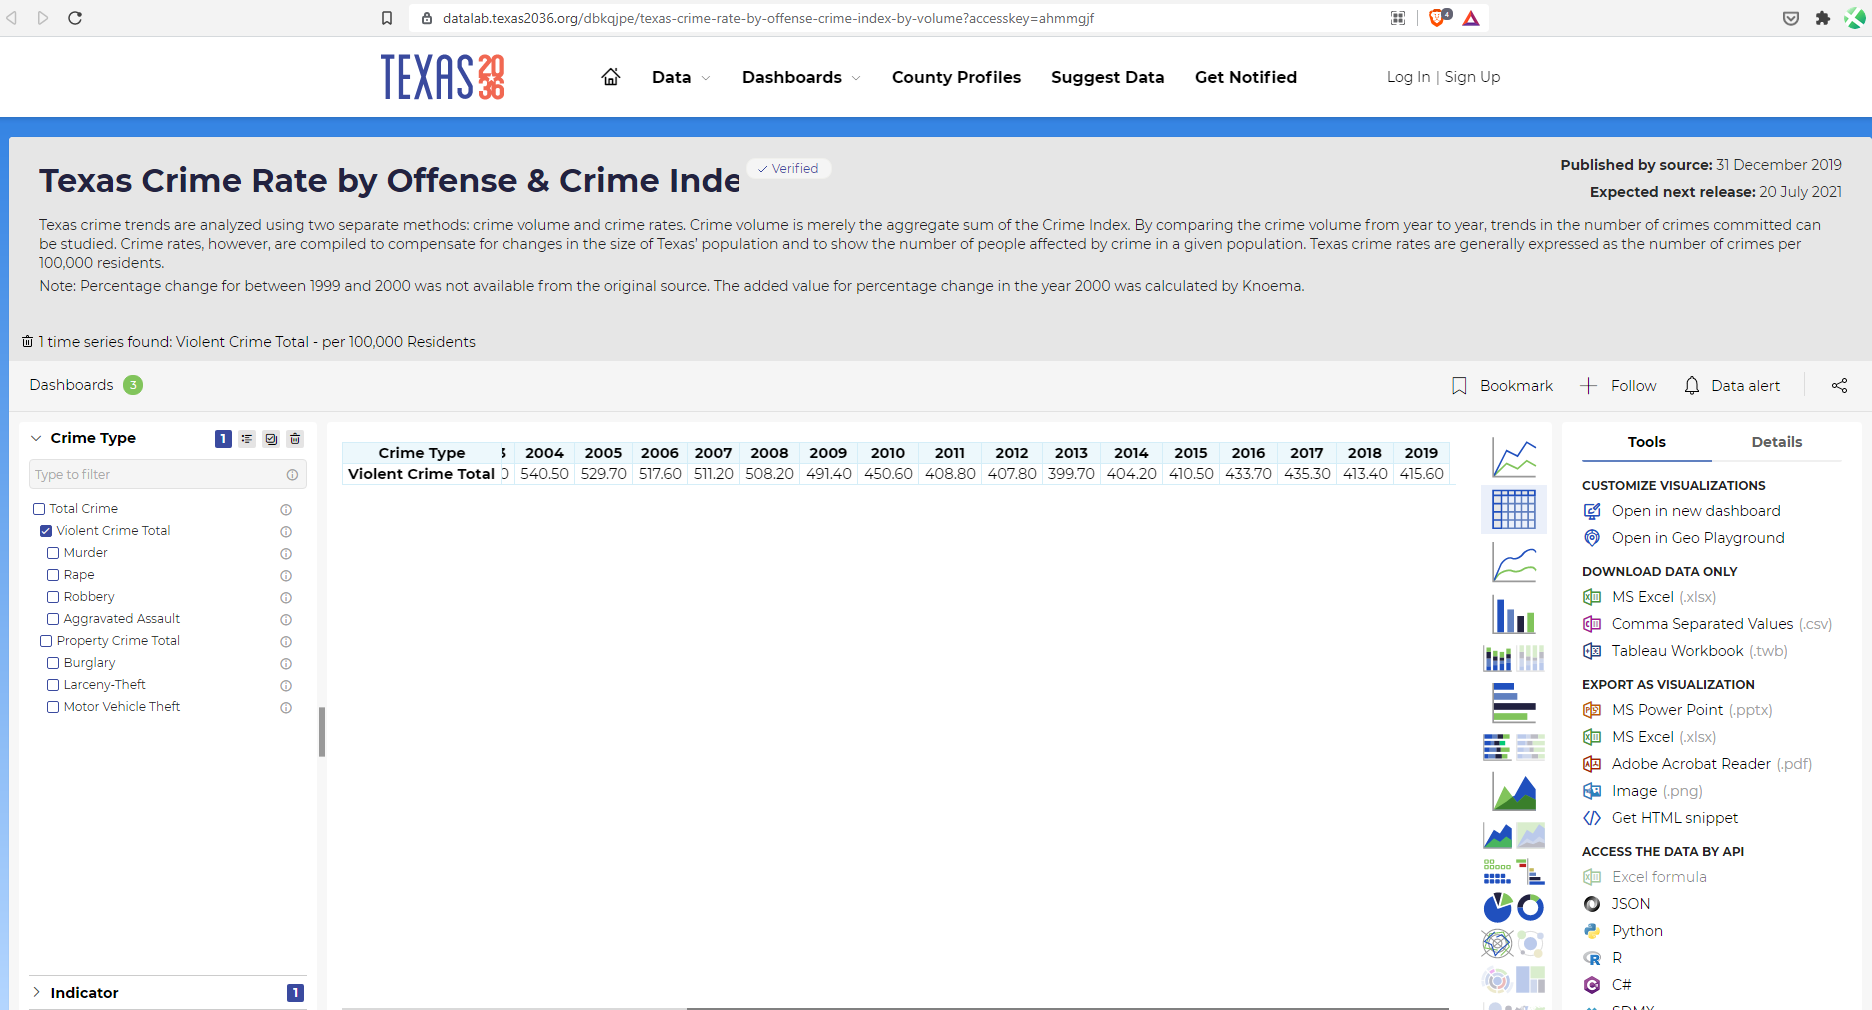 datalab.texas2036.org/dbkqjpe/texas-crime-rate-by-offense-crime-index-by-volume?accesskey=ahmmgjf
4
TEXAS 2036
Data
Dashboards
County Profiles
Suggest Data
Get Notified
Log In | Sign Up
Texas Crime Rate by Offense & Crime Inde
Verified
Published by source: 31 December 2019
Expected next release: 20 July 2021
Texas crime trends are analyzed using two separate methods: crime volume and crime rates. Crime volume is merely the aggregate sum of the Crime Index. By comparing the crime volume from year to year, trends in the number of crimes committed can
be studied. Crime rates, however, are compiled to compensate for changes in the size of Texas’ population and to show the number of people affected by crime in a given population. Texas crime rates are generally expressed as the number of crimes per
100,000 residents.
Note: Percentage change for between 1999 and 2000 was not available from the original source. The added value for percentage change in the year 2000 was calculated by Knoema.
1 time series found: Violent Crime Total - per 100,000 Residents
Dashboards 3
Bookmark
Follow
Data alert
Crime Type 1
Type to filter
Total Crime
Violent Crime Total
Murder
Rape
Robbery
Aggravated Assault
Property Crime Total
Burglary
Larceny-Theft
Motor Vehicle Theft
Indicator 1
Crime Type 2004 2005 2006 2007 2008 2009 2010 2011 2012 2013 2014 2015 2016 2017 2018 2019
Violent Crime Total 540.50 529.70 517.60 511.20 508.20 491.40 450.60 408.80 407.80 399.70 404.20 410.50 433.70 435.30 413.40 415.60
Tools
Details
CUSTOMIZE VISUALIZATIONS
Open in new dashboard
Open in Geo Playground
DOWNLOAD DATA ONLY
MS Excel (.xlsx)
Comma Separated Values (.csv)
Tableau Workbook (.twb)
EXPORT AS VISUALIZATION
MS Power Point (.pptx)
MS Excel (.xlsx)
Adobe Acrobat Reader (.pdf)
Image (.png)
Get HTML snippet
ACCESS THE DATA BY API
Excel formula
JSON
Python
R
C#
SDMX